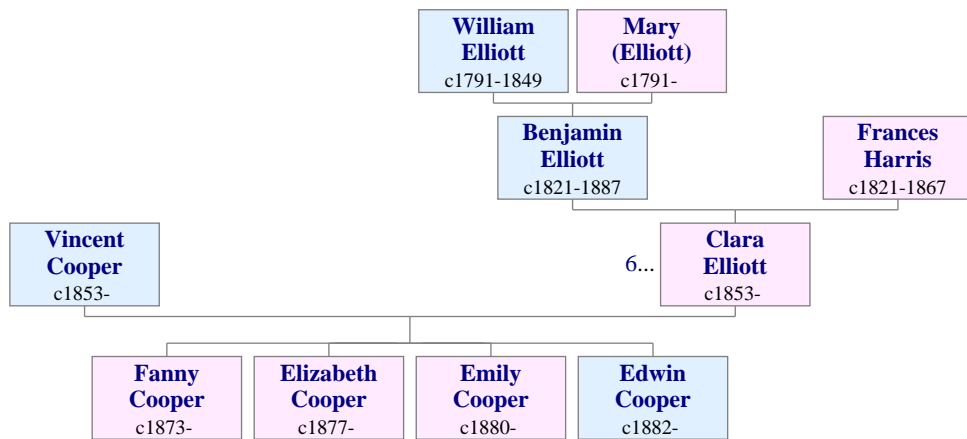 William
Elliott
c1791-1849
Mary
(Elliott)
c1791-
Benjamin
Elliott
c1821-1887
Frances
Harris
c1821-1867
Vincent
Cooper
c1853-
6...
Clara
Elliott
c1853-
Fanny
Cooper
c1873-
Elizabeth
Cooper
c1877-
Emily
Cooper
c1880-
Edwin
Cooper
c1882-